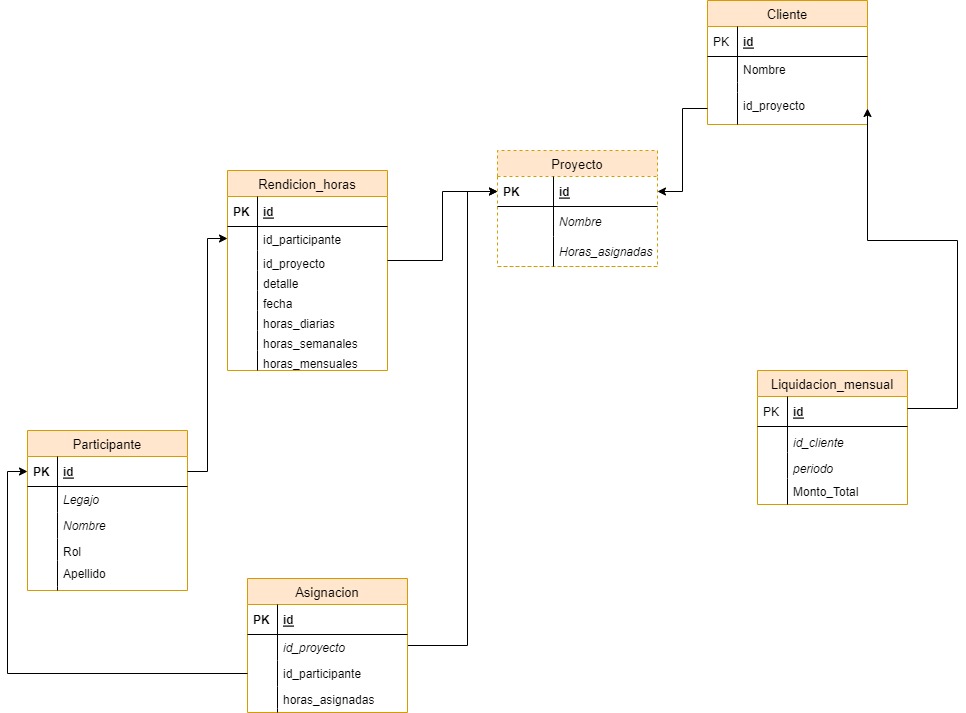 Cliente
PK id
Nombre
id_proyecto
Proyecto
PK id
Nombre
Horas_asignadas
Rendicion_horas
PK id
id_participante
id_proyecto
detalle
fecha
horas_diarias
horas_semanales
horas_mensuales
Liquidacion_mensual
PK id
id_cliente
periodo
Monto_Total
Participante
PK id
Legajo
Nombre
Rol
Apellido
Asignacion
PK id
id_proyecto
id_participante
horas_asignadas